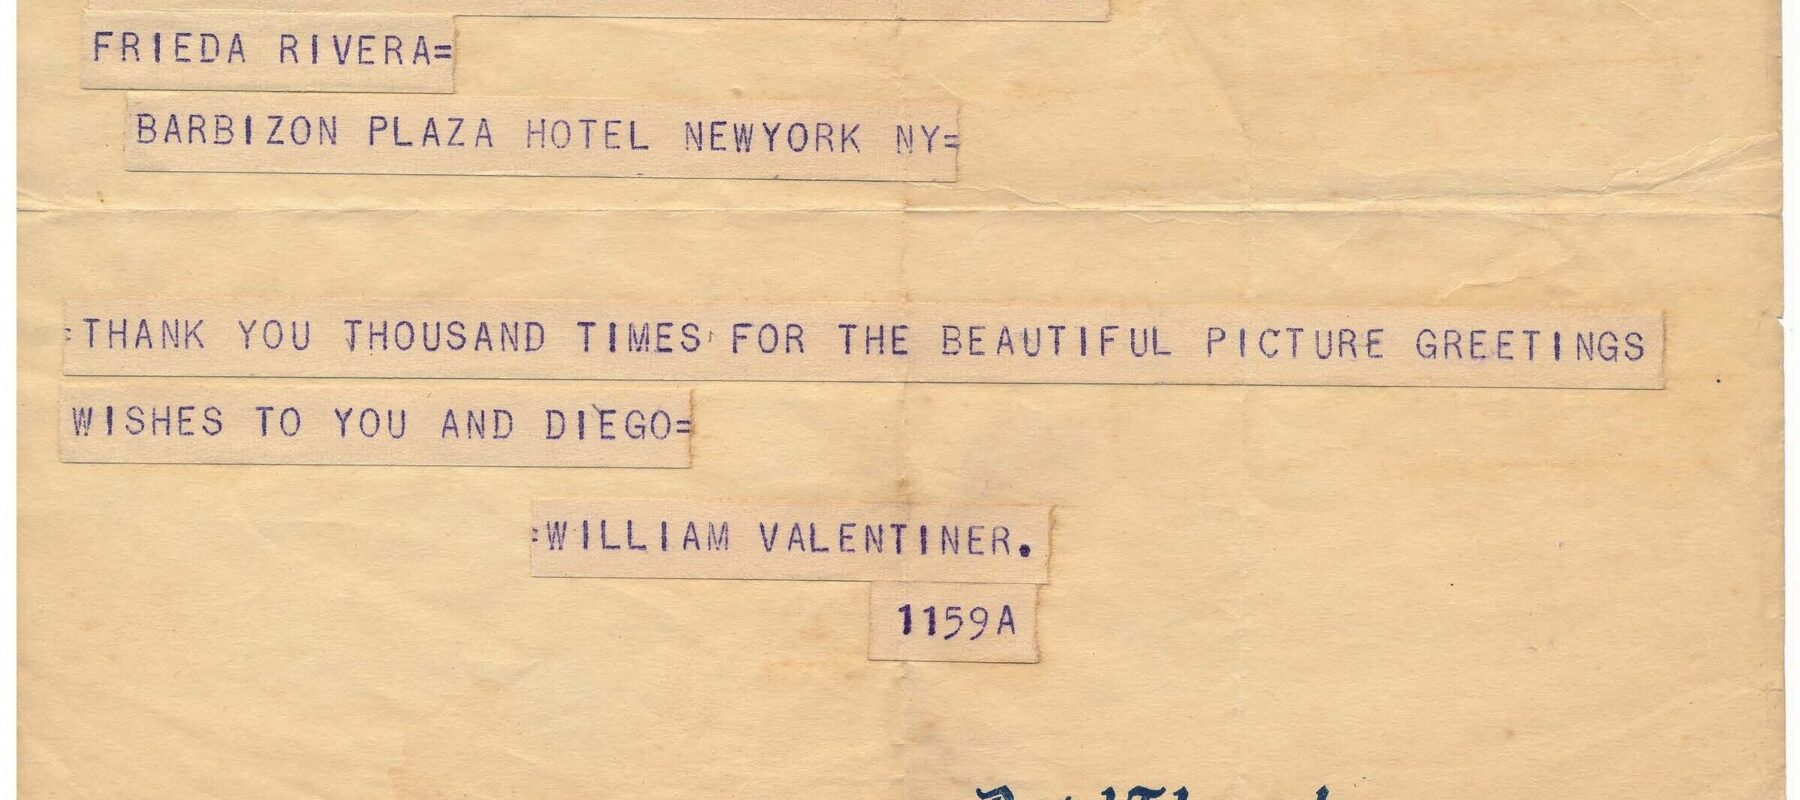 FRIEDA RIVERA=
BARBIZON PLAZA HOTEL NEWYORK NY=
:THANK YOU THOUSAND TIMES FOR THE BEAUTIFUL PICTURE GREETINGS
WISHES TO YOU AND DIEGO=
:WILLIAM VALENTINER.
1159A